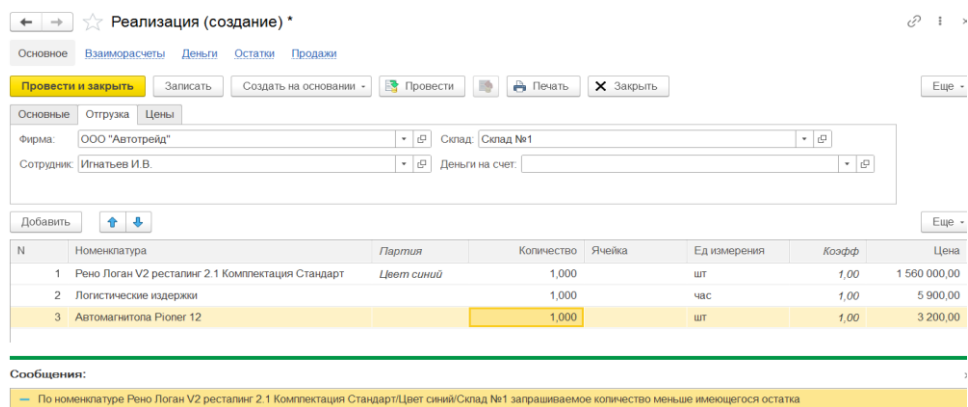 Реализация (создание) *
Основное Взаиморасчеты Деньги Остатки Продажи
Провести и закрыть Записать Создать на основании Провести Печать Закрыть Еще
Основные Отгрузка Цены
Фирма: ООО "Автотрейд" Склад: Склад №1
Сотрудник: Игнатьев И.В. Деньги на счет:
Добавить Еще
N Номенклатура Партия Количество Ячейка Ед измерения Коэфф Цена
1 Рено Логан V2 ресталинг 2.1 Комплектация Стандарт Цвет синий 1,000 шт 1,00 1 560 000,00
2 Логистические издержки 1,000 час 1,00 5 900,00
3 Автомагнитола Pioner 12 1,000 шт 1,00 3 200,00
Сообщения:
По номенклатуре Рено Логан V2 ресталинг 2.1 Комплектация Стандарт/Цвет синий/Склад №1 запрашиваемое количество меньше имеющегося остатка